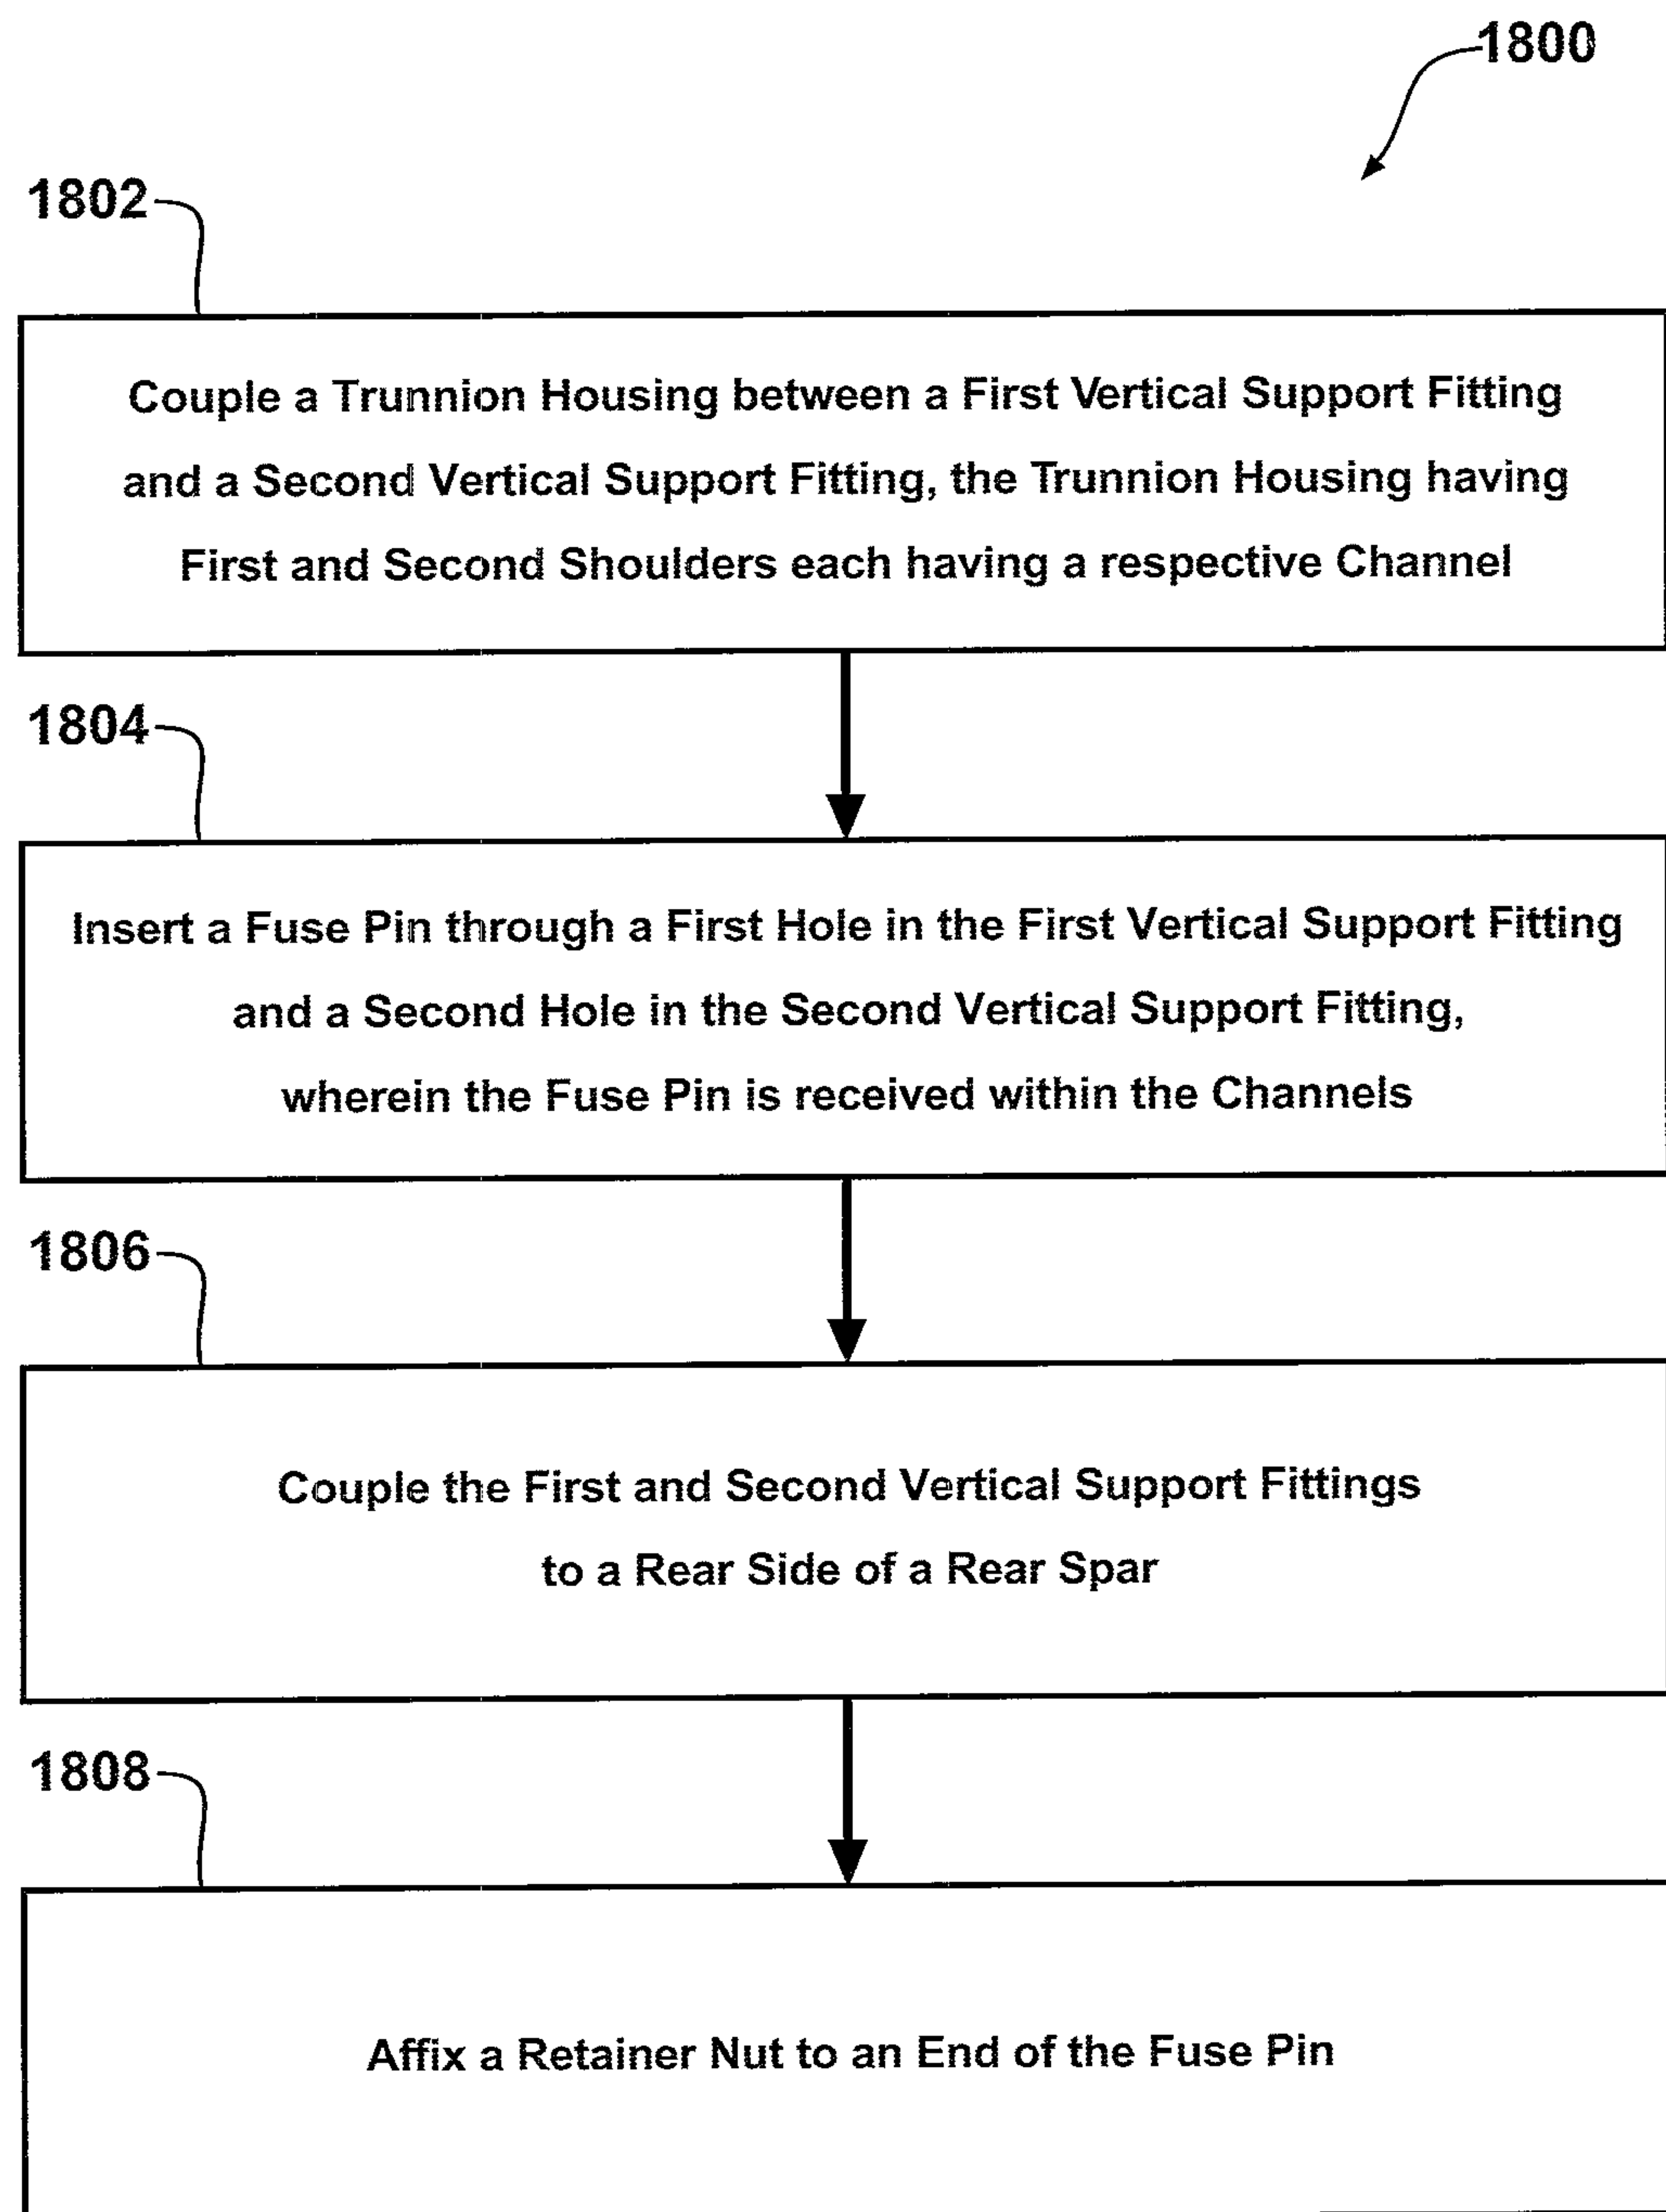 1800
1802
Couple a Trunnion Housing between a First Vertical Support Fitting
and a Second Vertical Support Fitting, the Trunnion Housing having
First and Second Shoulders each having a respective Channel
1804
Insert a Fuse Pin through a First Hole in the First Vertical Support Fitting
and a Second Hole in the Second Vertical Support Fitting,
wherein the Fuse Pin is received within the Channels
1806
Couple the First and Second Vertical Support Fittings
to a Rear Side of a Rear Spar
1808
Affix a Retainer Nut to an End of the Fuse Pin